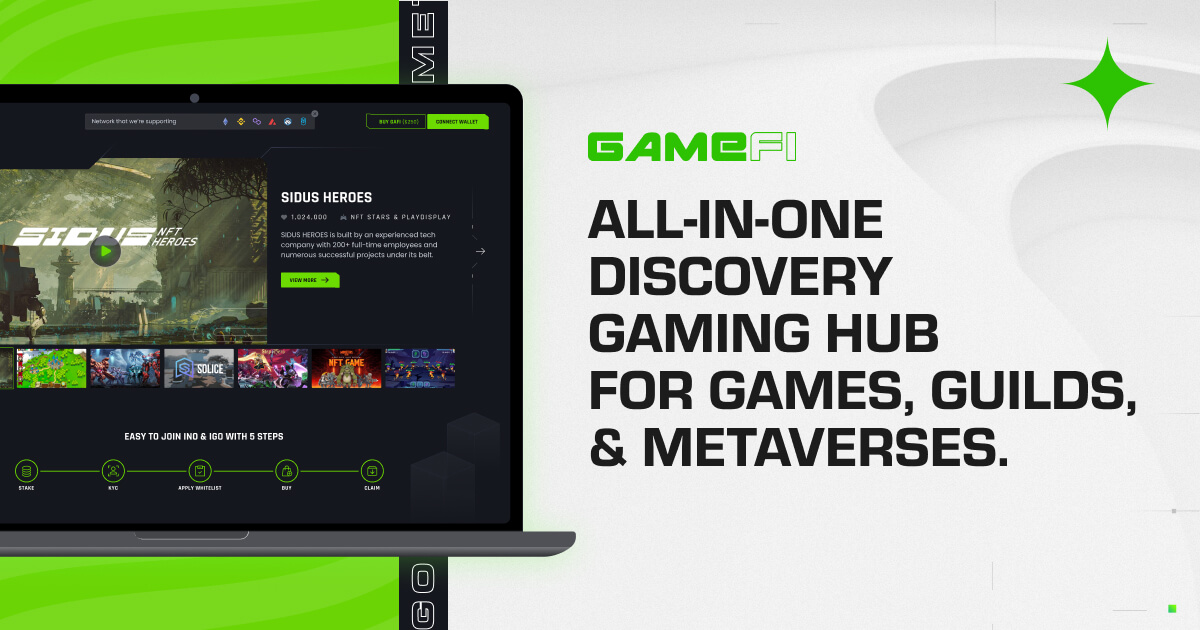 MET
Network that we're supporting
BUY GAFI ($250)
CONNECT WALLET
SIDUS NFT HEROES
SIDUS HEROES
1,024,000
NFT STARS & PLAYDISPLAY
SIDUS HEROES is built by an experienced tech
company with 200+ full-time employees and
numerous successful projects under its belt.
VIEW MORE
SOLICE
NFT GAME
EASY TO JOIN INO & IGO WITH 5 STEPS
STAKE
KYC
APPLY WHITELIST
BUY
CLAIM
GO
GAMEFI
ALL-IN-ONE
DISCOVERY
GAMING HUB
FOR GAMES, GUILDS,
& METAVERSES.